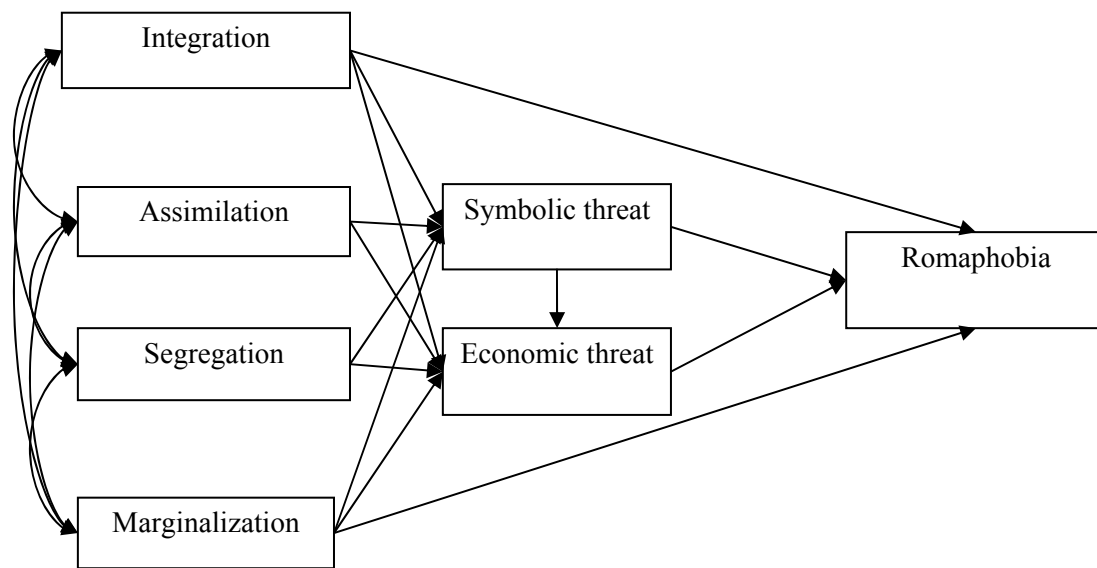 Integration
Assimilation
Symbolic threat
Romaphobia
Segregation
Economic threat
Marginalization